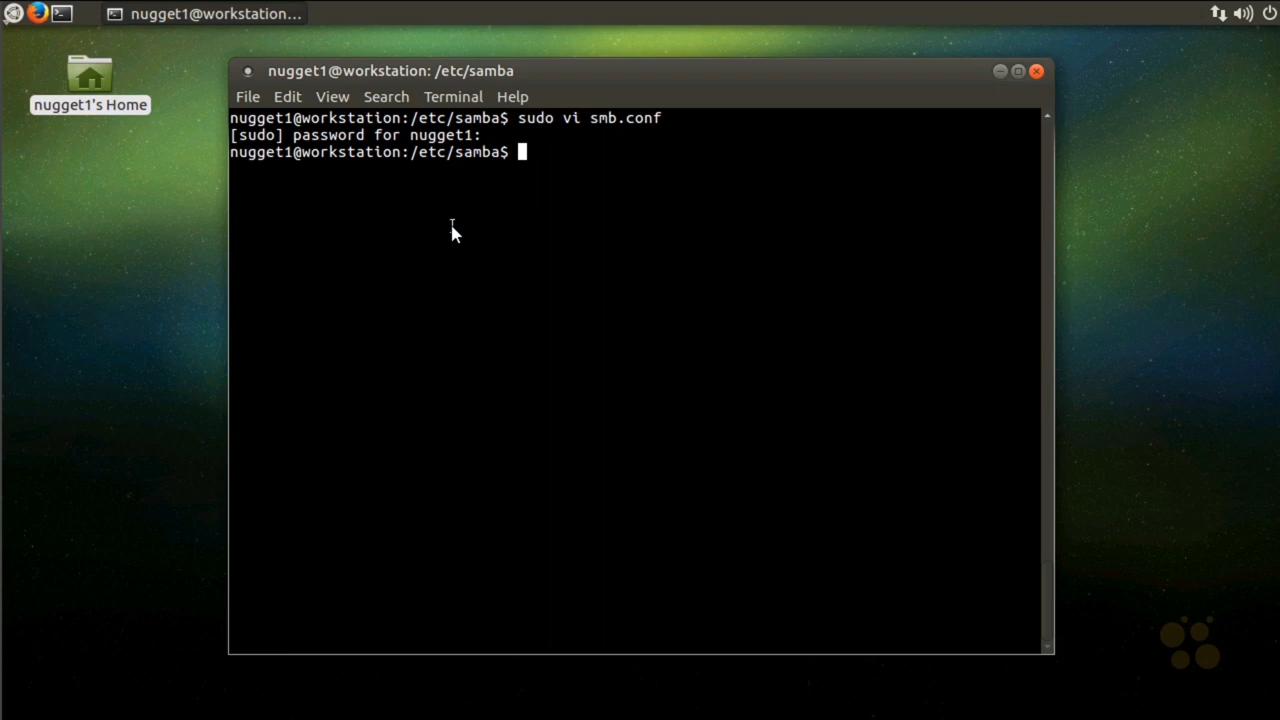 nugget1@workstation...
nugget1's Home
nugget1@workstation: /etc/samba
File Edit View Search Terminal Help
nugget1@workstation:/etc/samba$ sudo vi smb.conf
[sudo] password for nugget1:
nugget1@workstation:/etc/samba$